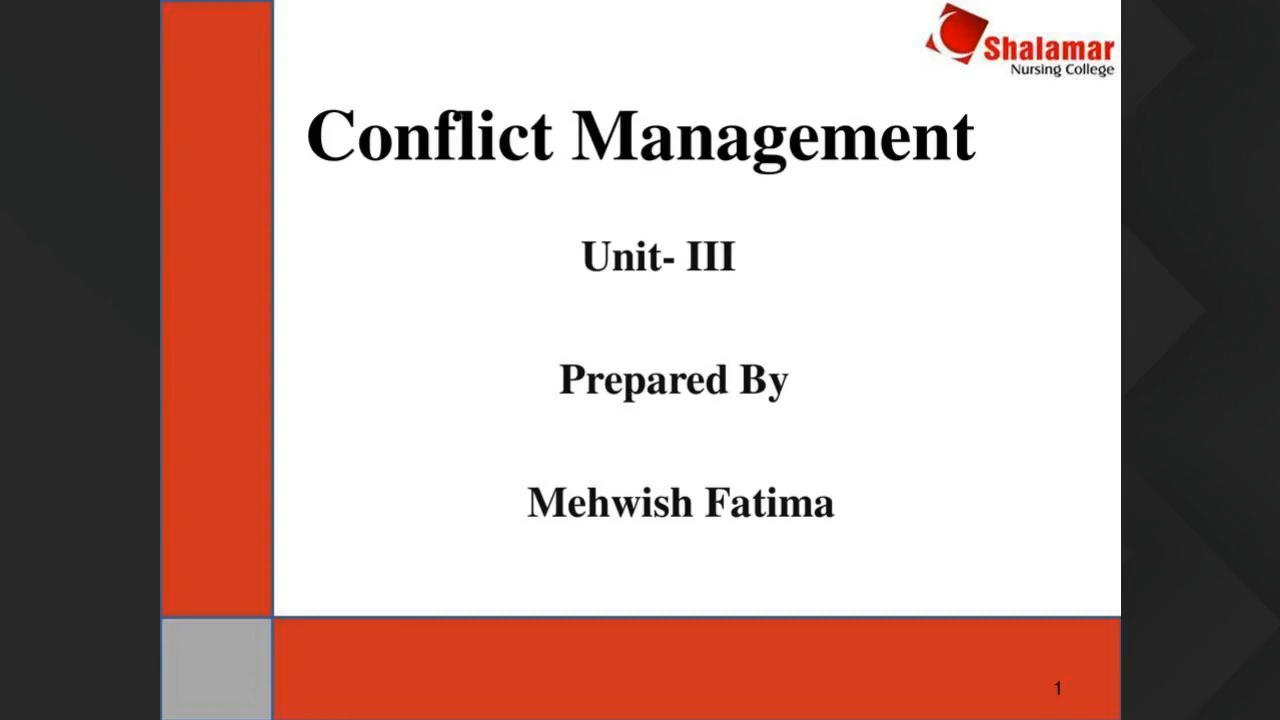 Shalamar
Nursing College
Conflict Management
Unit- III
Prepared By
Mehwish Fatima
1